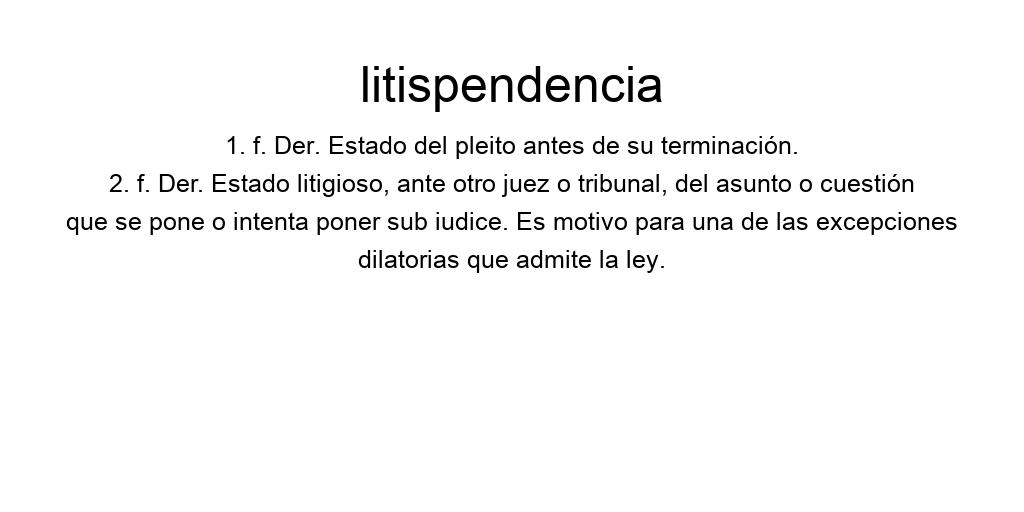 litispendencia
1. f. Der. Estado del pleito antes de su terminación.
2. f. Der. Estado litigioso, ante otro juez o tribunal, del asunto o cuestión
que se pone o intenta poner sub iudice. Es motivo para una de las excepciones
dilatorias que admite la ley.